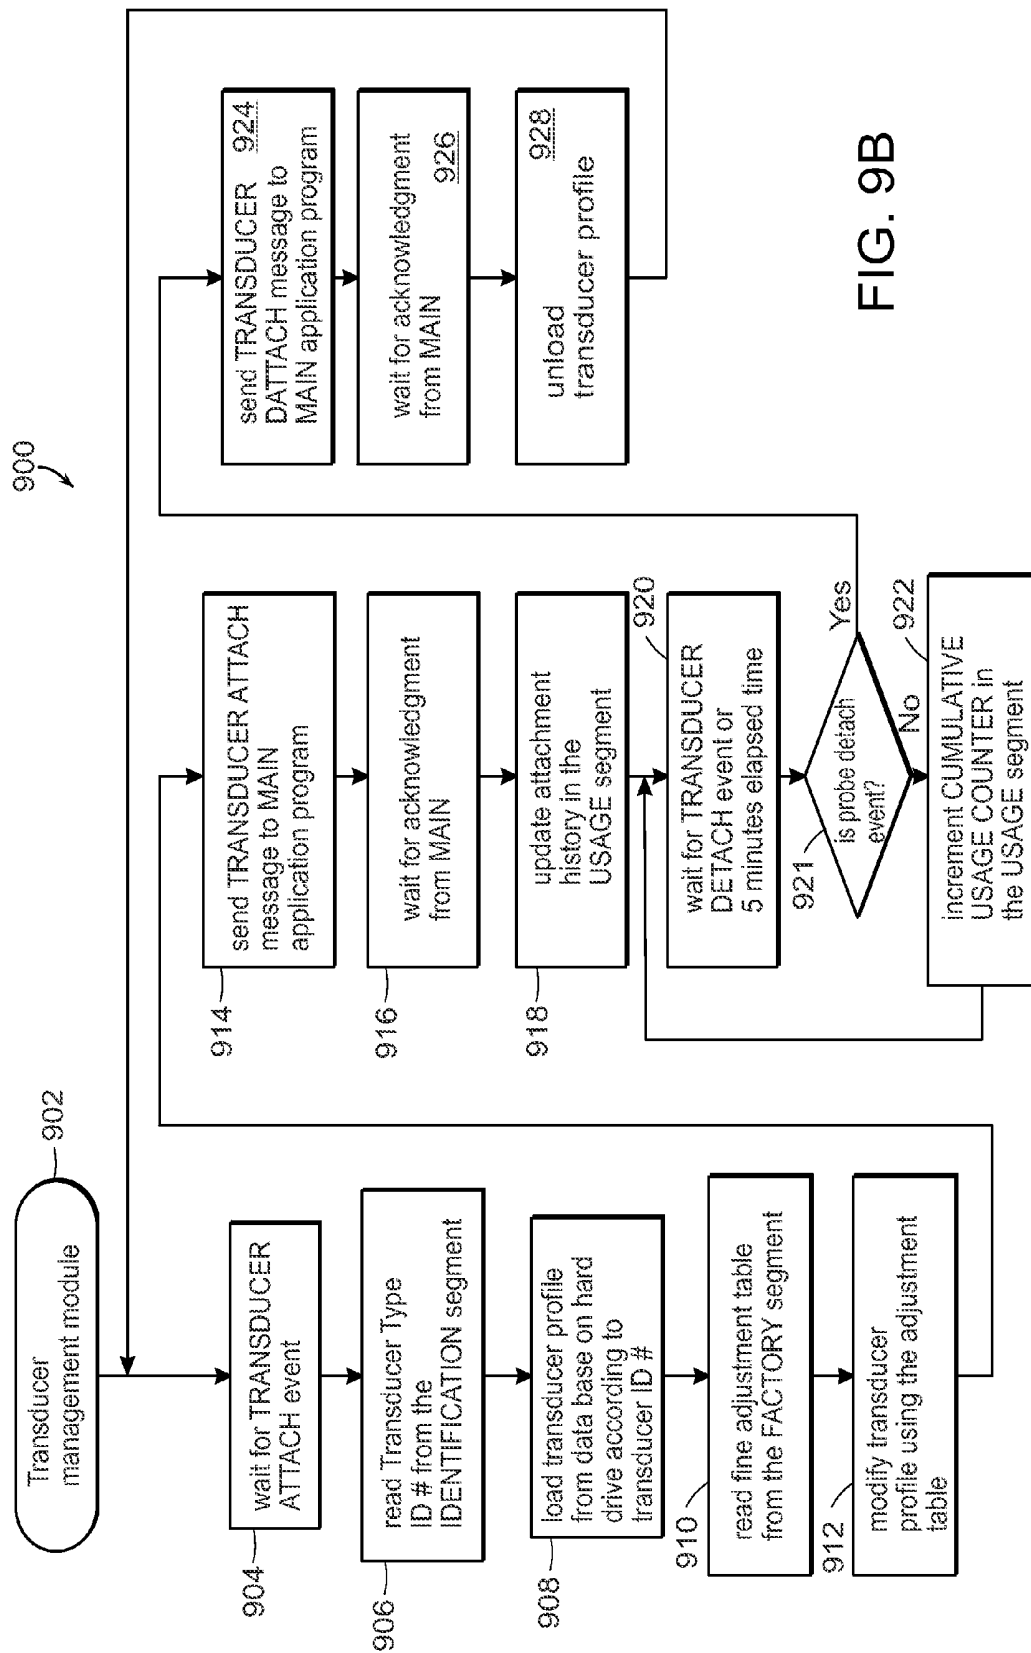 900
Transducer
management module
902
wait for TRANSDUCER
ATTACH event
904
read Transducer Type
ID # from the
IDENTIFICATION segment
906
load transducer profile
from data base on hard
drive according to
transducer ID #
908
read fine adjustment table
from the FACTORY segment
910
modify transducer
profile using the adjustment
table
912
send TRANSDUCER ATTACH
message to MAIN
application program
914
wait for acknowledgment
from MAIN
916
update attachment
history in the
USAGE segment
918
wait for TRANSDUCER
DETACH event or
5 minutes elapsed time
920
is probe detach
event?
921
Yes
No
increment CUMULATIVE
USAGE COUNTER in
the USAGE segment
922
send TRANSDUCER 924
DATTACH message to
MAIN application program
wait for acknowledgment
from MAIN 926
unload 928
transducer profile
FIG. 9B